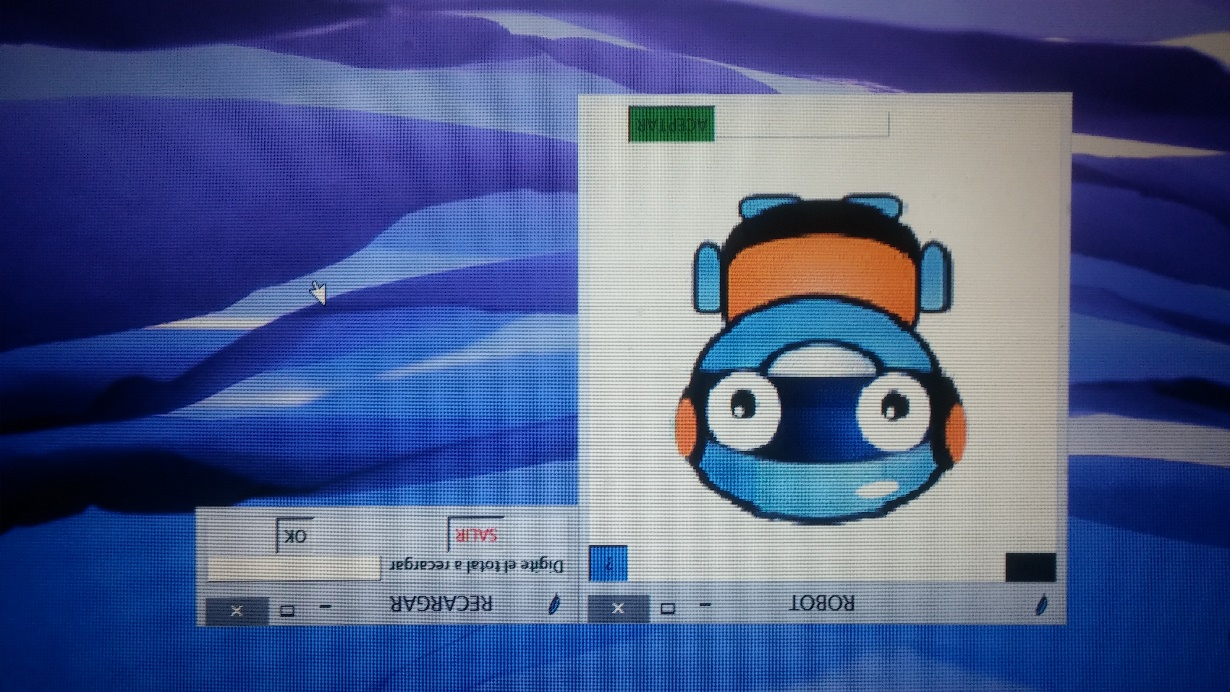 ROBOT
?
ACEPTAR
RECARGAR
Digite el total a recargar
SALIR
OK